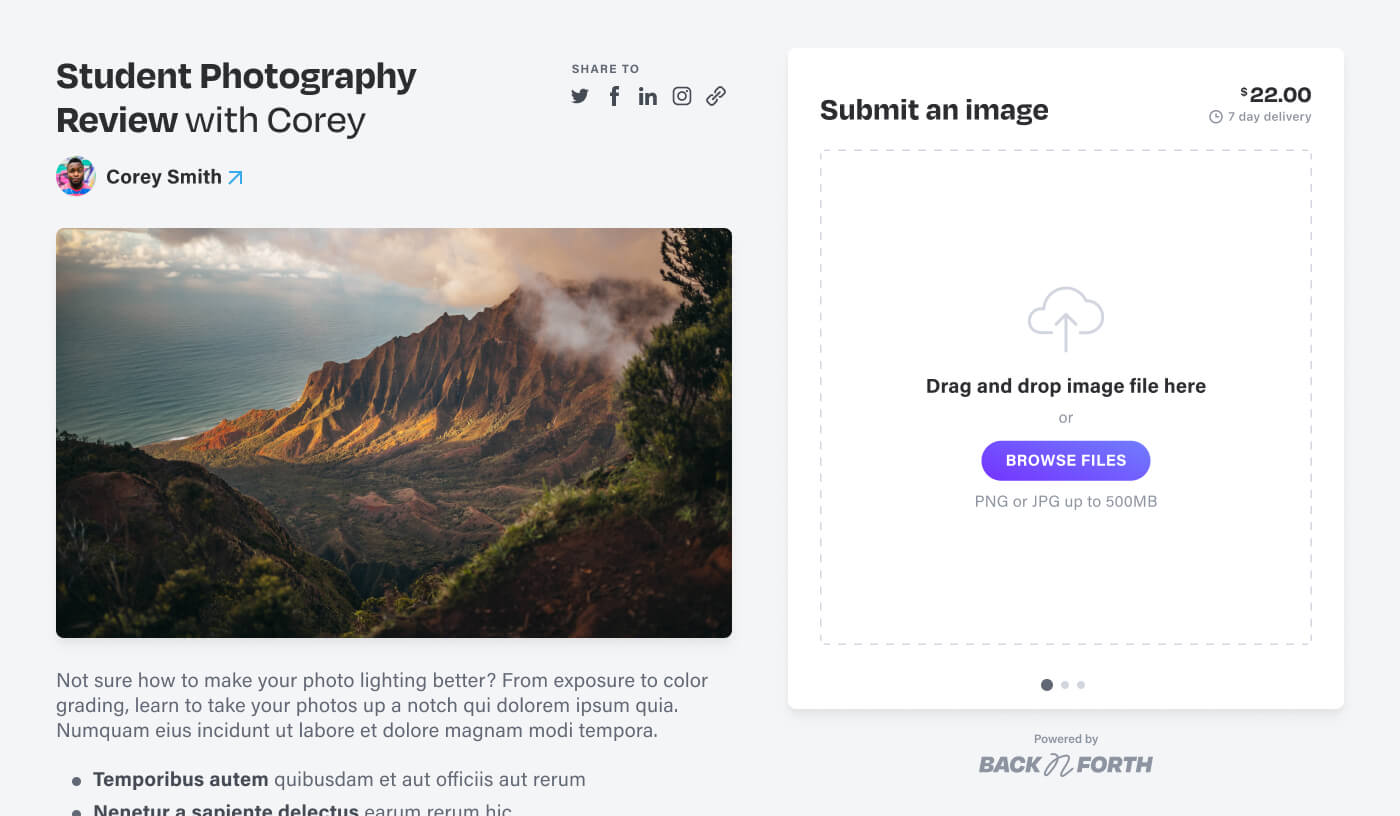 Student Photography
Review with Corey
SHARE TO
Corey Smith
Not sure how to make your photo lighting better? From exposure to color
grading, learn to take your photos up a notch qui dolorem ipsum quia.
Numquam eius incidunt ut labore et dolore magnam modi tempora.
Temporibus autem quibusdam et aut officiis aut rerum
Nenetur a sapiente delectus earum rerum hic
Submit an image
$22.00
7 day delivery
Drag and drop image file here
or
BROWSE FILES
PNG or JPG up to 500MB
Powered by
BACK n FORTH